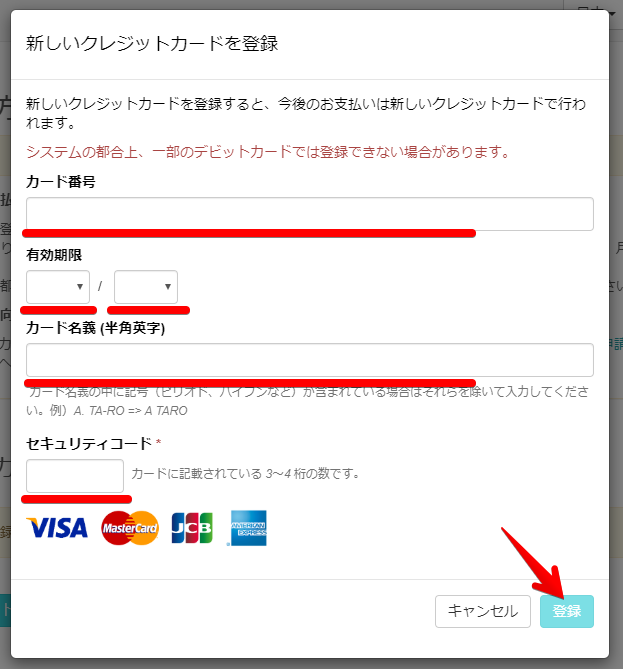 新しいクレジットカードを登録
新しいクレジットカードを登録すると、今後のお支払いは新しいクレジットカードで行わ
れます。
システムの都合上、一部のデビットカードでは登録できない場合があります。
カード番号
有効期限
/
カード名義 (半角英字)
カード名義の中に記号（ピリオド、ハイフンなど）が含まれている場合はそれらを除いて入力してくださ
い。例）A. TA-RO => A TARO
セキュリティコード *
カードに記載されている 3〜4 桁の数です。
VISA MasterCard JCB AMERICAN EXPRESS
キャンセル 登録